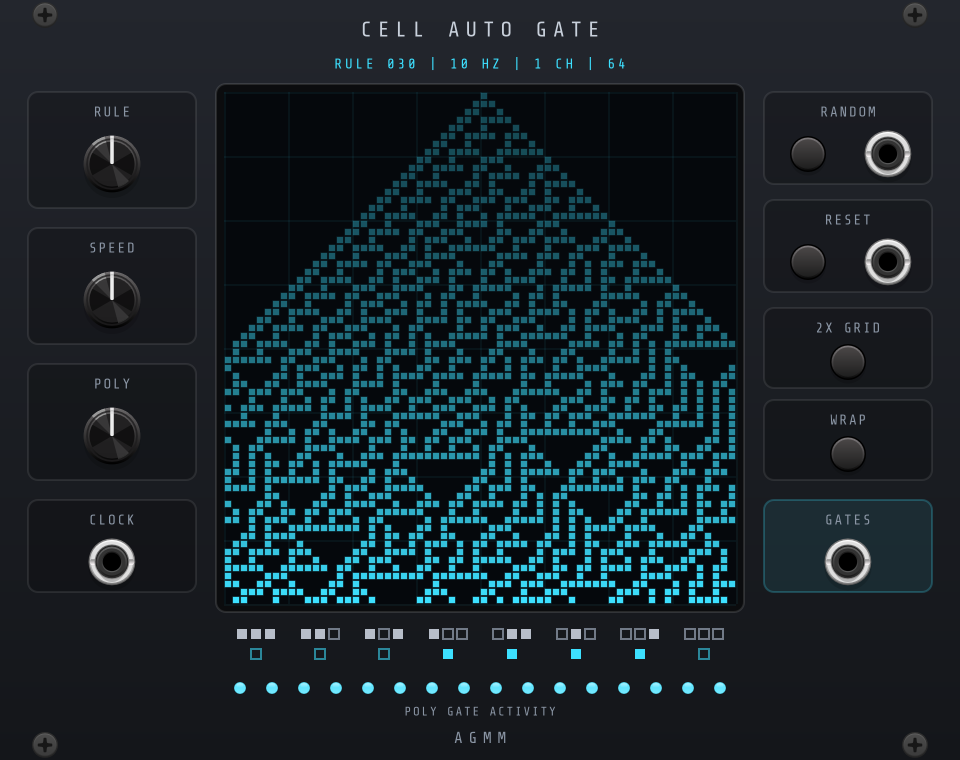 CELL AUTO GATE
RULE 030 | 10 HZ | 1 CH | 64
RULE
SPEED
POLY
CLOCK
RANDOM
RESET
2X GRID
WRAP
GATES
POLY GATE ACTIVITY
AGMM